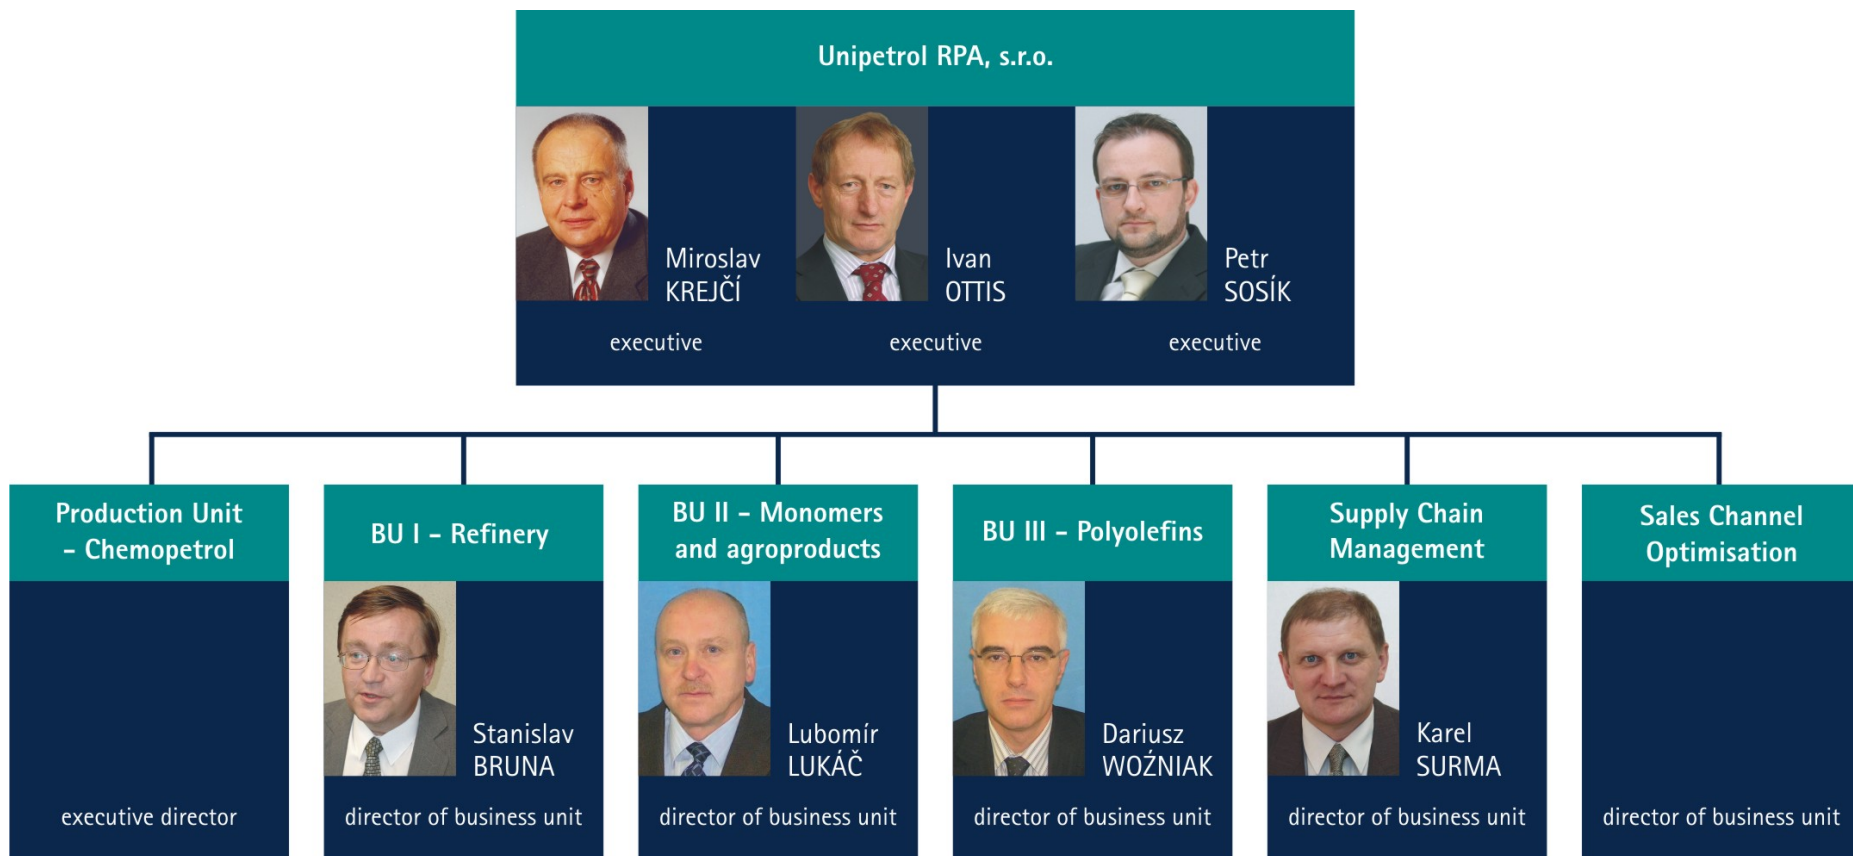 Unipetrol RPA, s.r.o.
Miroslav
KREJČÍ
executive
Ivan
OTTIS
executive
Petr
SOSÍK
executive
Production Unit
– Chemopetrol
executive director
BU I – Refinery
Stanislav
BRUNA
director of business unit
BU II – Monomers
and agroproducts
Lubomír
LUKÁČ
director of business unit
BU III – Polyolefins
Dariusz
WOŹNIAK
director of business unit
Supply Chain
Management
Karel
SURMA
director of business unit
Sales Channel
Optimisation
director of business unit